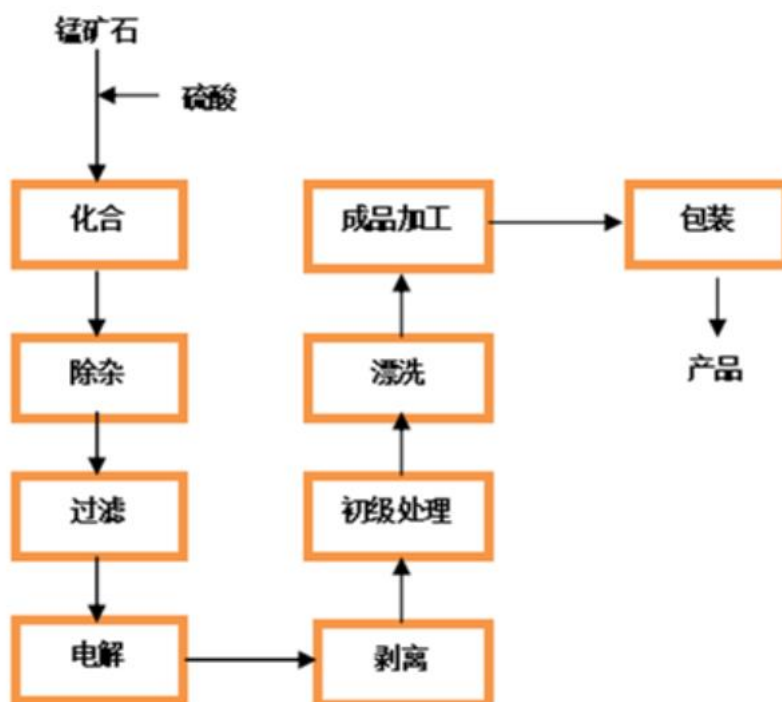 锰矿石
硫酸
化合
除杂
过滤
电解
剥离
初级处理
漂洗
成品加工
包装
产品